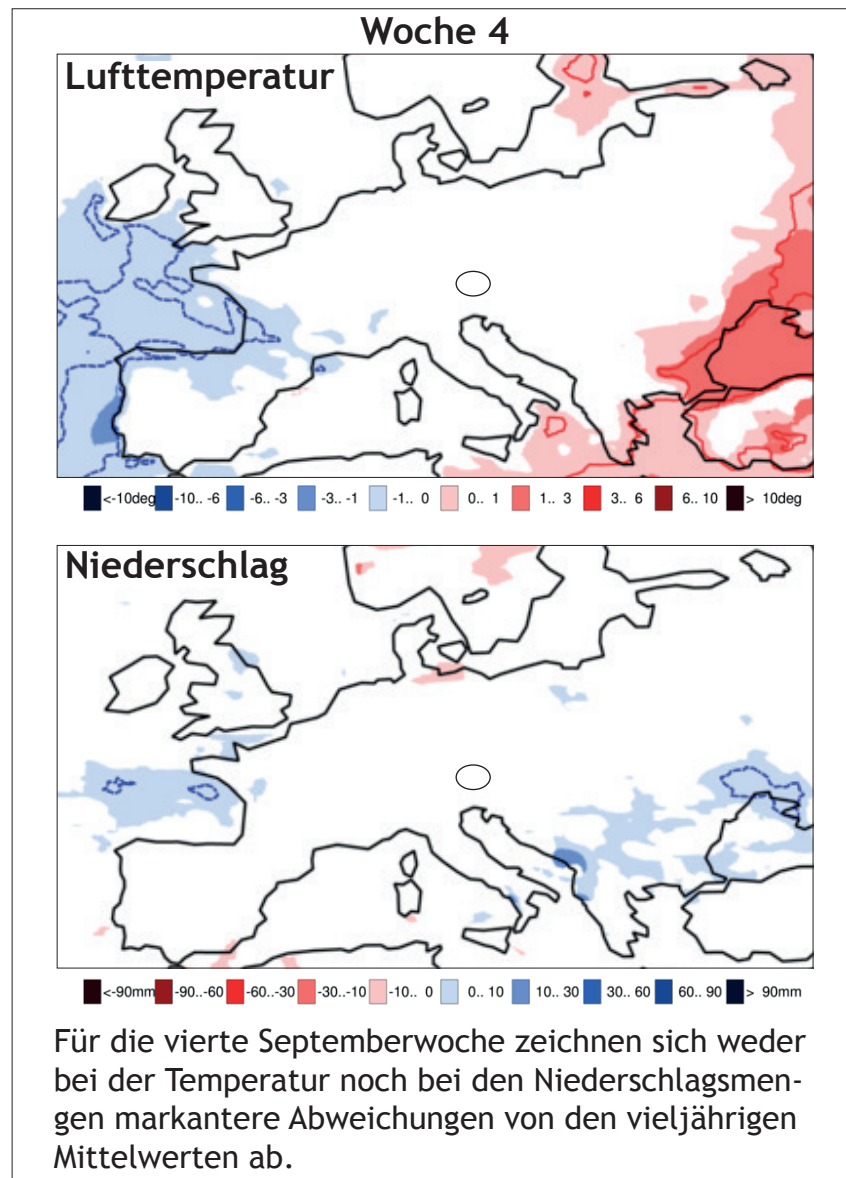 Woche 4
Lufttemperatur
<-10deg -10.. -6 -6.. -3 -3.. -1 -1.. 0 0.. 1 1.. 3 3.. 6 6.. 10 > 10deg
Niederschlag
<-90mm -90..-60 -60..-30 -30..-10 -10.. 0 0.. 10 10.. 30 30.. 60 60.. 90 > 90mm
Für die vierte Septemberwoche zeichnen sich weder
bei der Temperatur noch bei den Niederschlagsmen-
gen markantere Abweichungen von den vieljährigen
Mittelwerten ab.